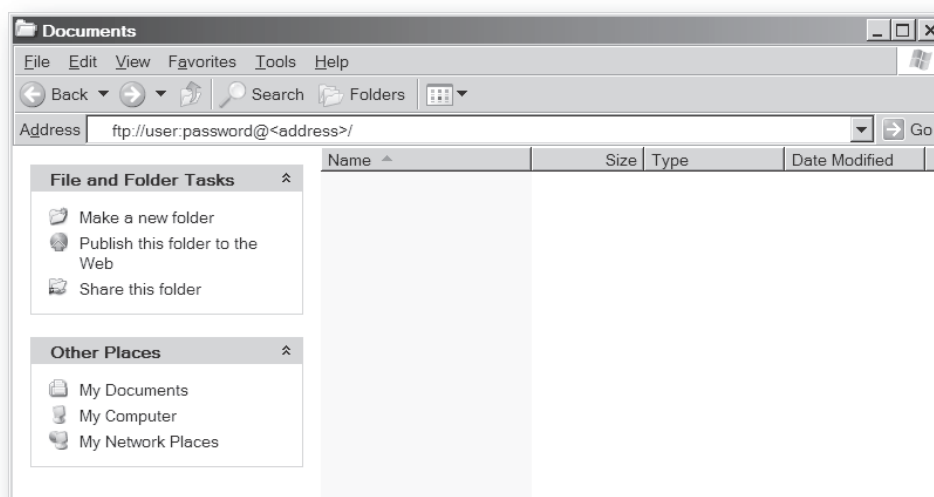 Documents
File Edit View Favorites Tools Help
Back Search Folders
Address ftp://user:password@<address>/ Go
Name Size Type Date Modified
File and Folder Tasks
Make a new folder
Publish this folder to the
Web
Share this folder
Other Places
My Documents
My Computer
My Network Places